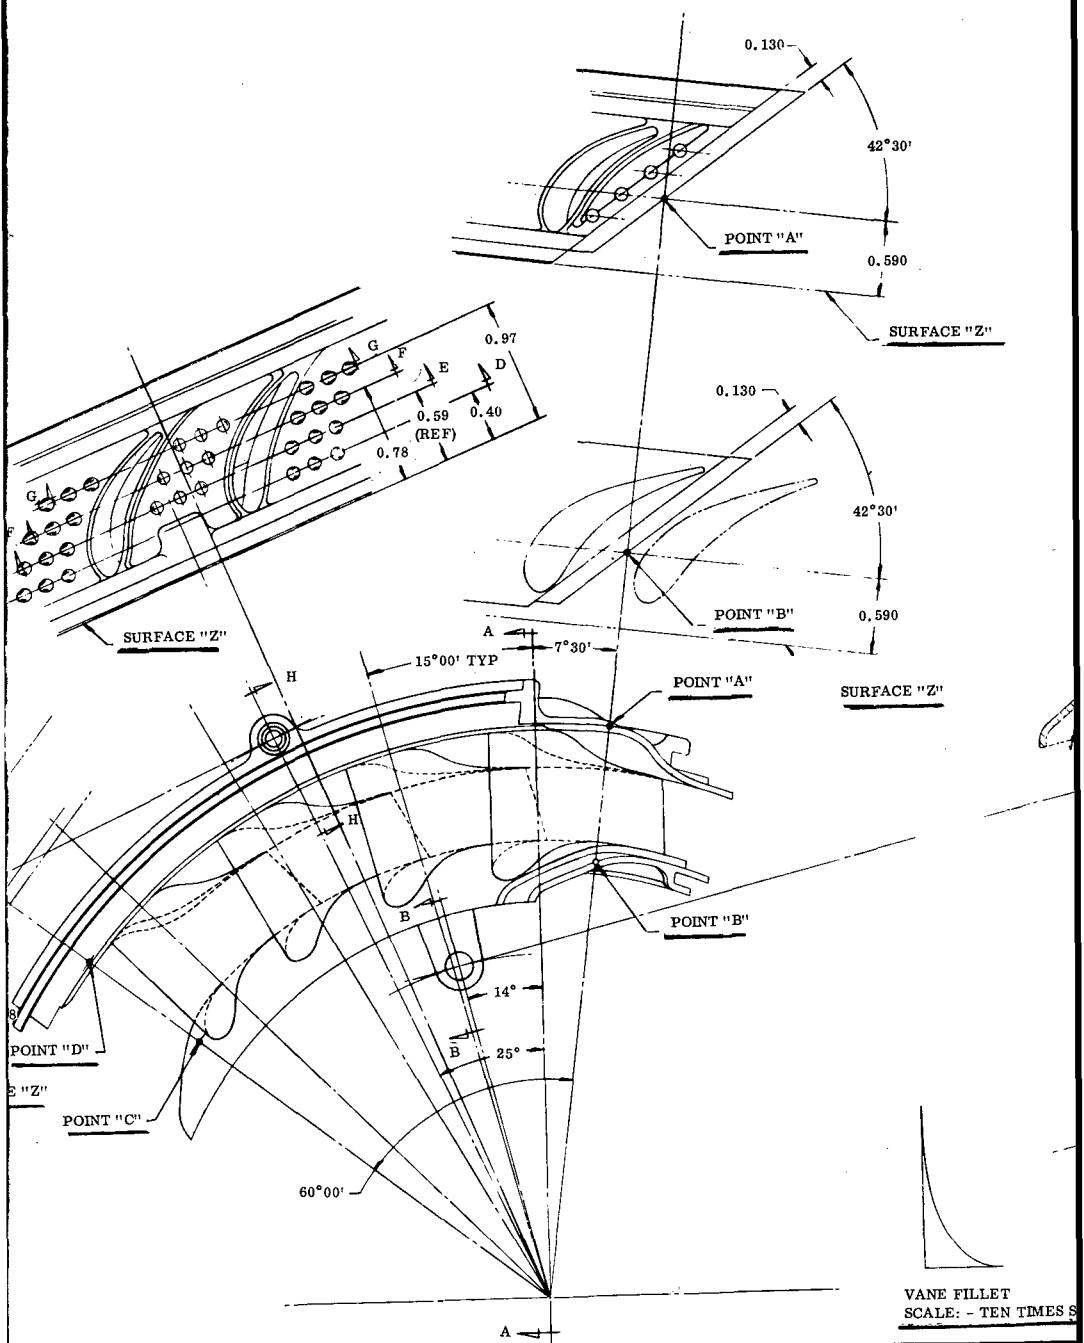 0.130
42°30'
POINT "A"
0.590
SURFACE "Z"
0.97
G
F
E
D
0.59
(REF)
0.40
0.78
G
F
SURFACE "Z"
0.130
42°30'
POINT "B"
0.590
SURFACE "Z"
A
7°30'
15°00' TYP
H
POINT "A"
H
B
POINT "B"
14°
B
25°
8
POINT "D"
E "Z"
POINT "C"
60°00'
A
VANE FILLET
SCALE: - TEN TIMES S